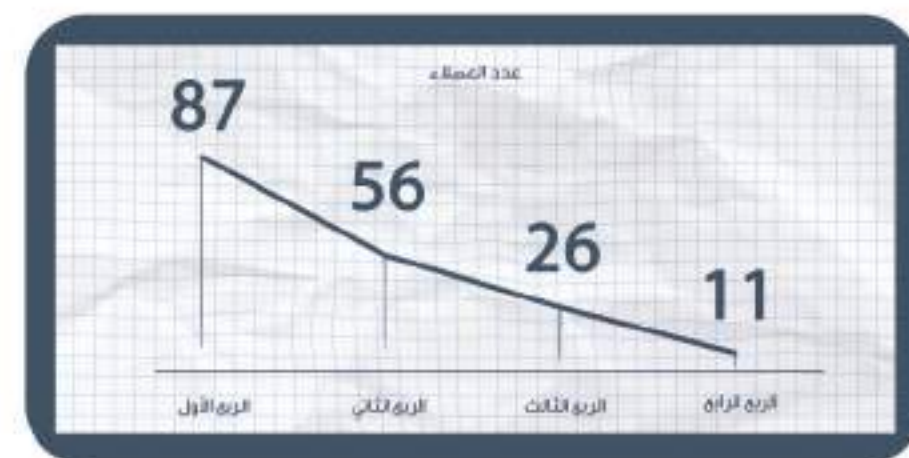 عدد العملاء
87
56
26
11
الربع الأول
الربع الثاني
الربع الثالث
الربع الرابع